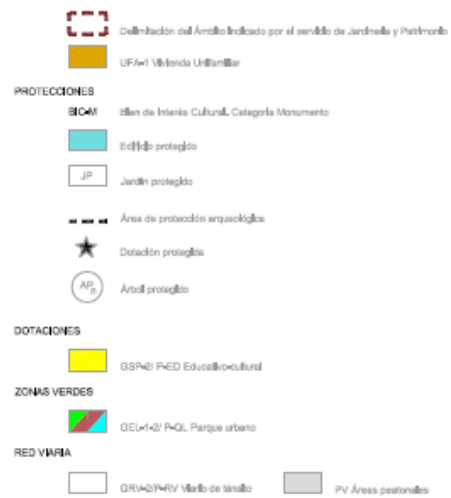 Delimitación del Ámbito indicado por el servicio de Jardinería y Patrimonio
UFA-1 Vivienda Unifamiliar
PROTECCIONES
BIC-M Bien de Interés Cultural. Categoría Monumento
Edificio protegido
JP Jardín protegido
Área de protección arqueológica
Dotación protegida
AP Árbol protegido
DOTACIONES
GSP-2/ P-ED Educativo-cultural
ZONAS VERDES
GEL-1-2/ P-QL Parque urbano
RED VIARIA
GRV-2/P-RV Viario de tránsito PV Áreas peatonales